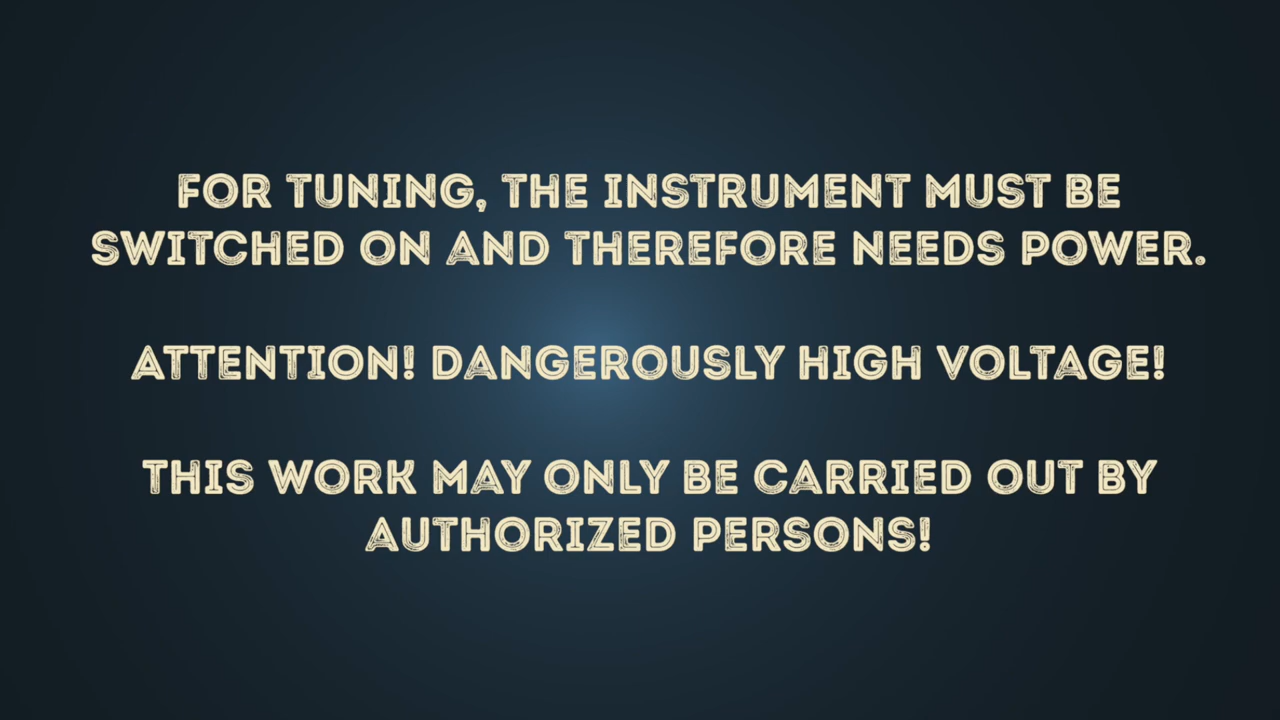 FOR TUNING, THE INSTRUMENT MUST BE
SWITCHED ON AND THEREFORE NEEDS POWER.
ATTENTION! DANGEROUSLY HIGH VOLTAGE!
THIS WORK MAY ONLY BE CARRIED OUT BY
AUTHORIZED PERSONS!